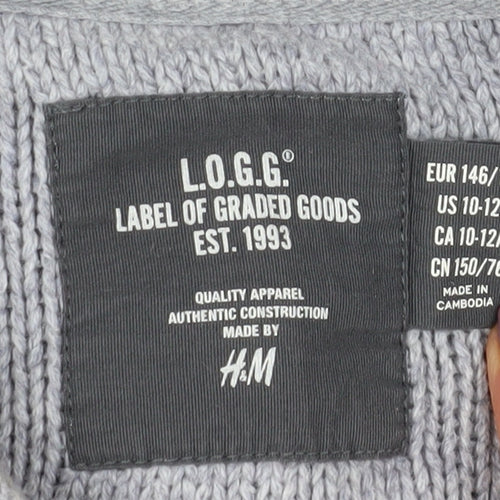 L.O.G.G.®
LABEL OF GRADED GOODS
EST. 1993
QUALITY APPAREL
AUTHENTIC CONSTRUCTION
MADE BY
H&M
EUR 146/
US 10-12
CA 10-12/
CN 150/76
MADE IN
CAMBODIA